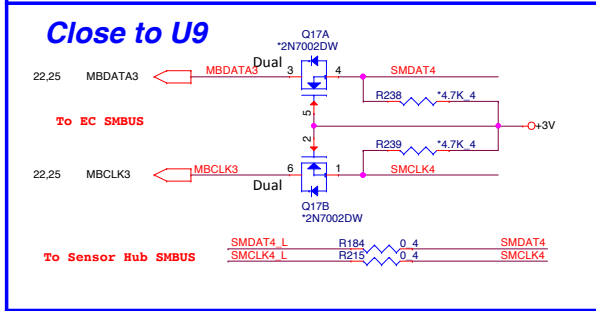 Close to U9
Q17A
*2N7002DW
Dual
22,25 MBDATA3 MBDATA3 3 4 SMDAT4
R238 *4.7K_4
To EC SMBUS
5
+3V
2
R239 *4.7K_4
22,25 MBCLK3 MBCLK3 6 1 SMCLK4
Dual
Q17B
*2N7002DW
SMDAT4_L R184 0_4 SMDAT4
To Sensor Hub SMBUS
SMCLK4_L R215 0_4 SMCLK4